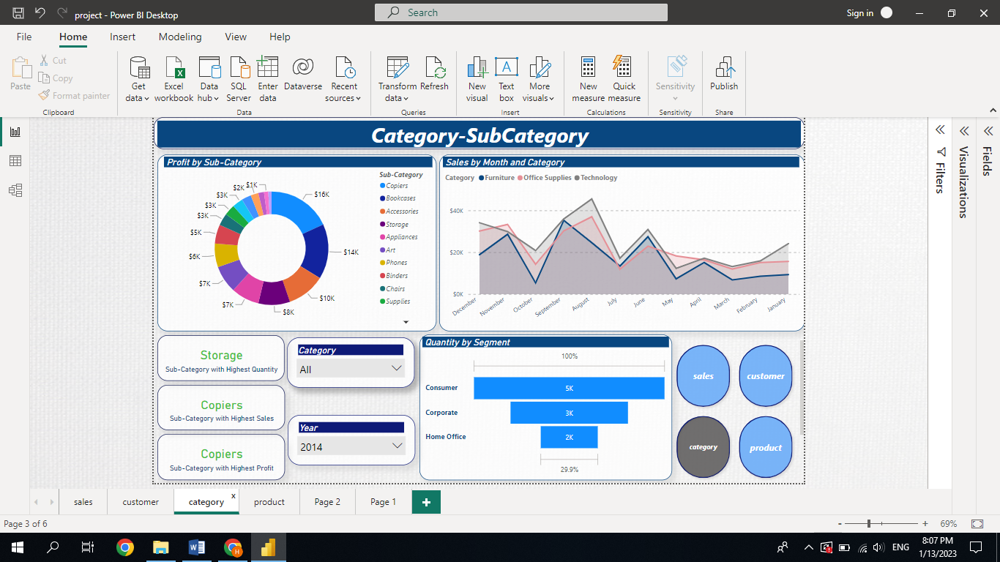 project - Power BI Desktop
Search
Sign in
File Home Insert Modeling View Help
Paste
Cut
Copy
Format painter
Clipboard
Get data
Excel workbook
Data hub
SQL Server
Enter data
Dataverse
Recent sources
Data
Transform data
Refresh
Queries
New visual
Text box
More visuals
Insert
New measure
Quick measure
Calculations
Sensitivity
Sensitivity
Publish
Share
Category-SubCategory
Profit by Sub-Category
$16K
$14K
$10K
$8K
$7K
$7K
$6K
$5K
$3K
$3K
$3K
$2K
$1K
Sub-Category
Copiers
Bookcases
Accessories
Storage
Appliances
Art
Phones
Binders
Chairs
Supplies
Sales by Month and Category
Category Furniture Office Supplies Technology
$40K
$20K
$0K
December November October September August July June May April March February January
Storage
Sub-Category with Highest Quantity
Copiers
Sub-Category with Highest Sales
Copiers
Sub-Category with Highest Profit
Category
All
Year
2014
Quantity by Segment
100%
Consumer 5K
Corporate 3K
Home Office 2K
29.9%
sales
customer
category
product
Filters
Visualizations
Fields
sales customer category x product Page 2 Page 1 +
Page 3 of 6
- + 69%
H
ENG
8:07 PM
1/13/2023